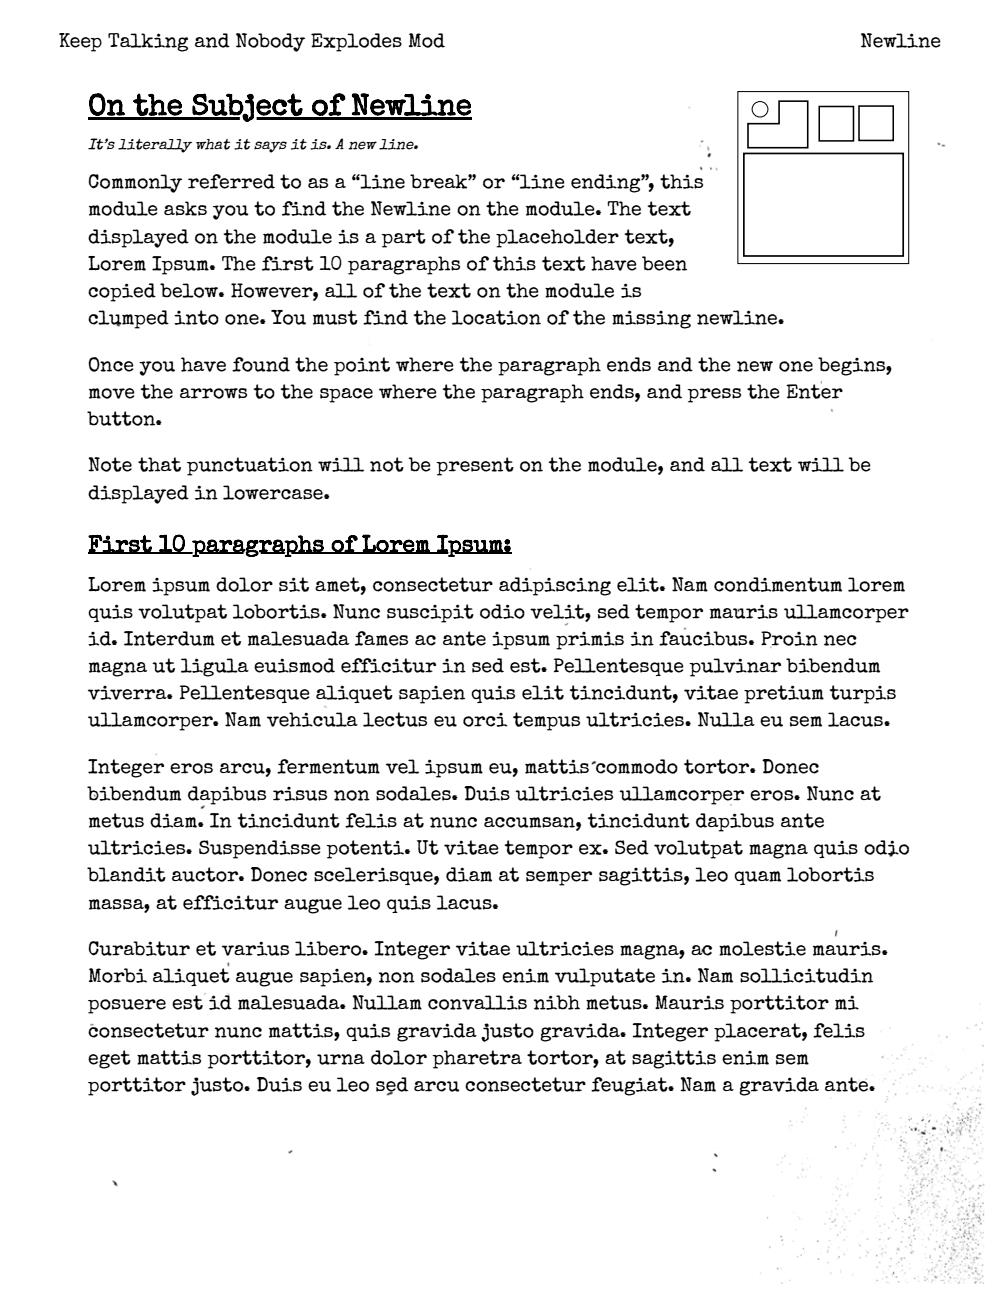 Keep Talking and Nobody Explodes Mod
Newline
On the Subject of Newline
It’s literally what it says it is. A new line.
Commonly referred to as a “line break” or “line ending”, this
module asks you to find the Newline on the module. The text
displayed on the module is a part of the placeholder text,
Lorem Ipsum. The first 10 paragraphs of this text have been
copied below. However, all of the text on the module is
clumped into one. You must find the location of the missing newline.
Once you have found the point where the paragraph ends and the new one begins,
move the arrows to the space where the paragraph ends, and press the Enter
button.
Note that punctuation will not be present on the module, and all text will be
displayed in lowercase.
First 10 paragraphs of Lorem Ipsum:
Lorem ipsum dolor sit amet, consectetur adipiscing elit. Nam condimentum lorem
quis volutpat lobortis. Nunc suscipit odio velit, sed tempor mauris ullamcorper
id. Interdum et malesuada fames ac ante ipsum primis in faucibus. Proin nec
magna ut ligula euismod efficitur in sed est. Pellentesque pulvinar bibendum
viverra. Pellentesque aliquet sapien quis elit tincidunt, vitae pretium turpis
ullamcorper. Nam vehicula lectus eu orci tempus ultricies. Nulla eu sem lacus.
Integer eros arcu, fermentum vel ipsum eu, mattis commodo tortor. Donec
bibendum dapibus risus non sodales. Duis ultricies ullamcorper eros. Nunc at
metus diam. In tincidunt felis at nunc accumsan, tincidunt dapibus ante
ultricies. Suspendisse potenti. Ut vitae tempor ex. Sed volutpat magna quis odio
blandit auctor. Donec scelerisque, diam at semper sagittis, leo quam lobortis
massa, at efficitur augue leo quis lacus.
Curabitur et varius libero. Integer vitae ultricies magna, ac molestie mauris.
Morbi aliquet augue sapien, non sodales enim vulputate in. Nam sollicitudin
posuere est id malesuada. Nullam convallis nibh metus. Mauris porttitor mi
consectetur nunc mattis, quis gravida justo gravida. Integer placerat, felis
eget mattis porttitor, urna dolor pharetra tortor, at sagittis enim sem
porttitor justo. Duis eu leo sed arcu consectetur feugiat. Nam a gravida ante.